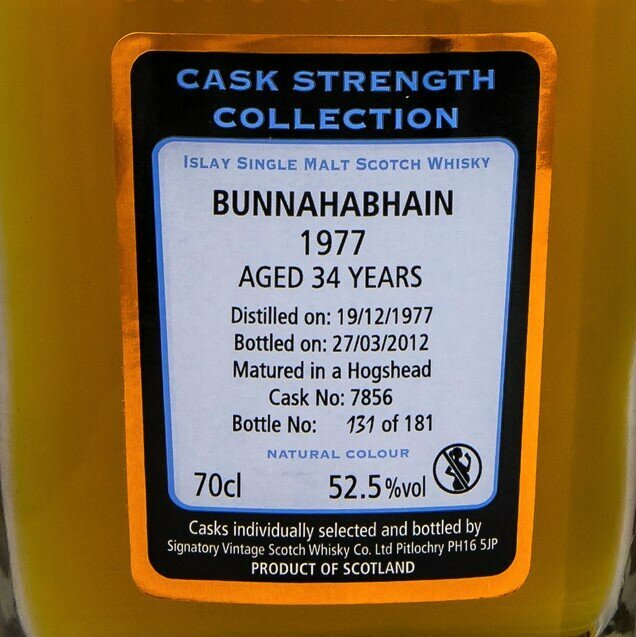 CASK STRENGTH
COLLECTION
ISLAY SINGLE MALT SCOTCH WHISKY
BUNNAHABHAIN
1977
AGED 34 YEARS
Distilled on: 19/12/1977
Bottled on: 27/03/2012
Matured in a Hogshead
Cask No: 7856
Bottle No: 131 of 181
NATURAL COLOUR
70cl 52.5%vol
Casks individually selected and bottled by
Signatory Vintage Scotch Whisky Co. Ltd Pitlochry PH16 5JP
PRODUCT OF SCOTLAND